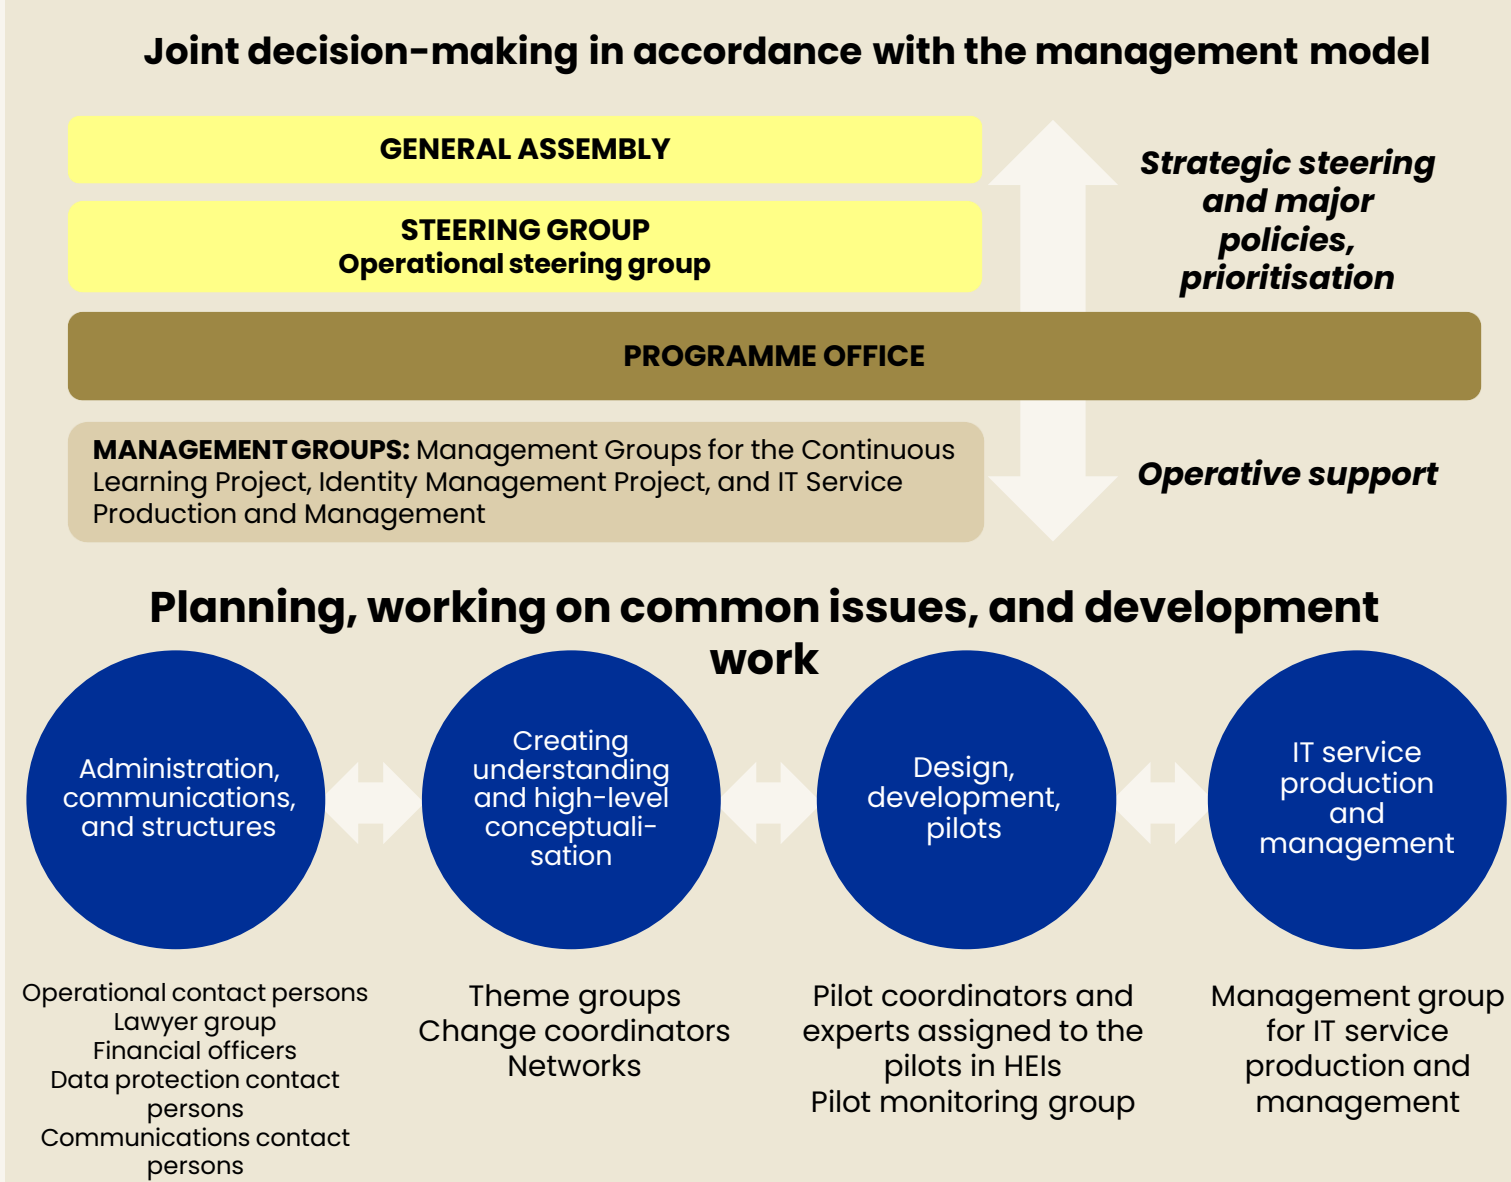 Joint decision-making in accordance with the management model
GENERAL ASSEMBLY
STEERING GROUP
Operational steering group
Strategic steering
and major
policies,
prioritisation
PROGRAMME OFFICE
MANAGEMENT GROUPS: Management Groups for the Continuous
Learning Project, Identity Management Project, and IT Service
Production and Management
Operative support
Planning, working on common issues, and development
work
Administration,
communications,
and structures
Creating
understanding
and high-level
conceptuali-
sation
Design,
development,
pilots
IT service
production
and
management
Operational contact persons
Lawyer group
Financial officers
Data protection contact
persons
Communications contact
persons
Theme groups
Change coordinators
Networks
Pilot coordinators and
experts assigned to the
pilots in HEIs
Pilot monitoring group
Management group
for IT service
production and
management